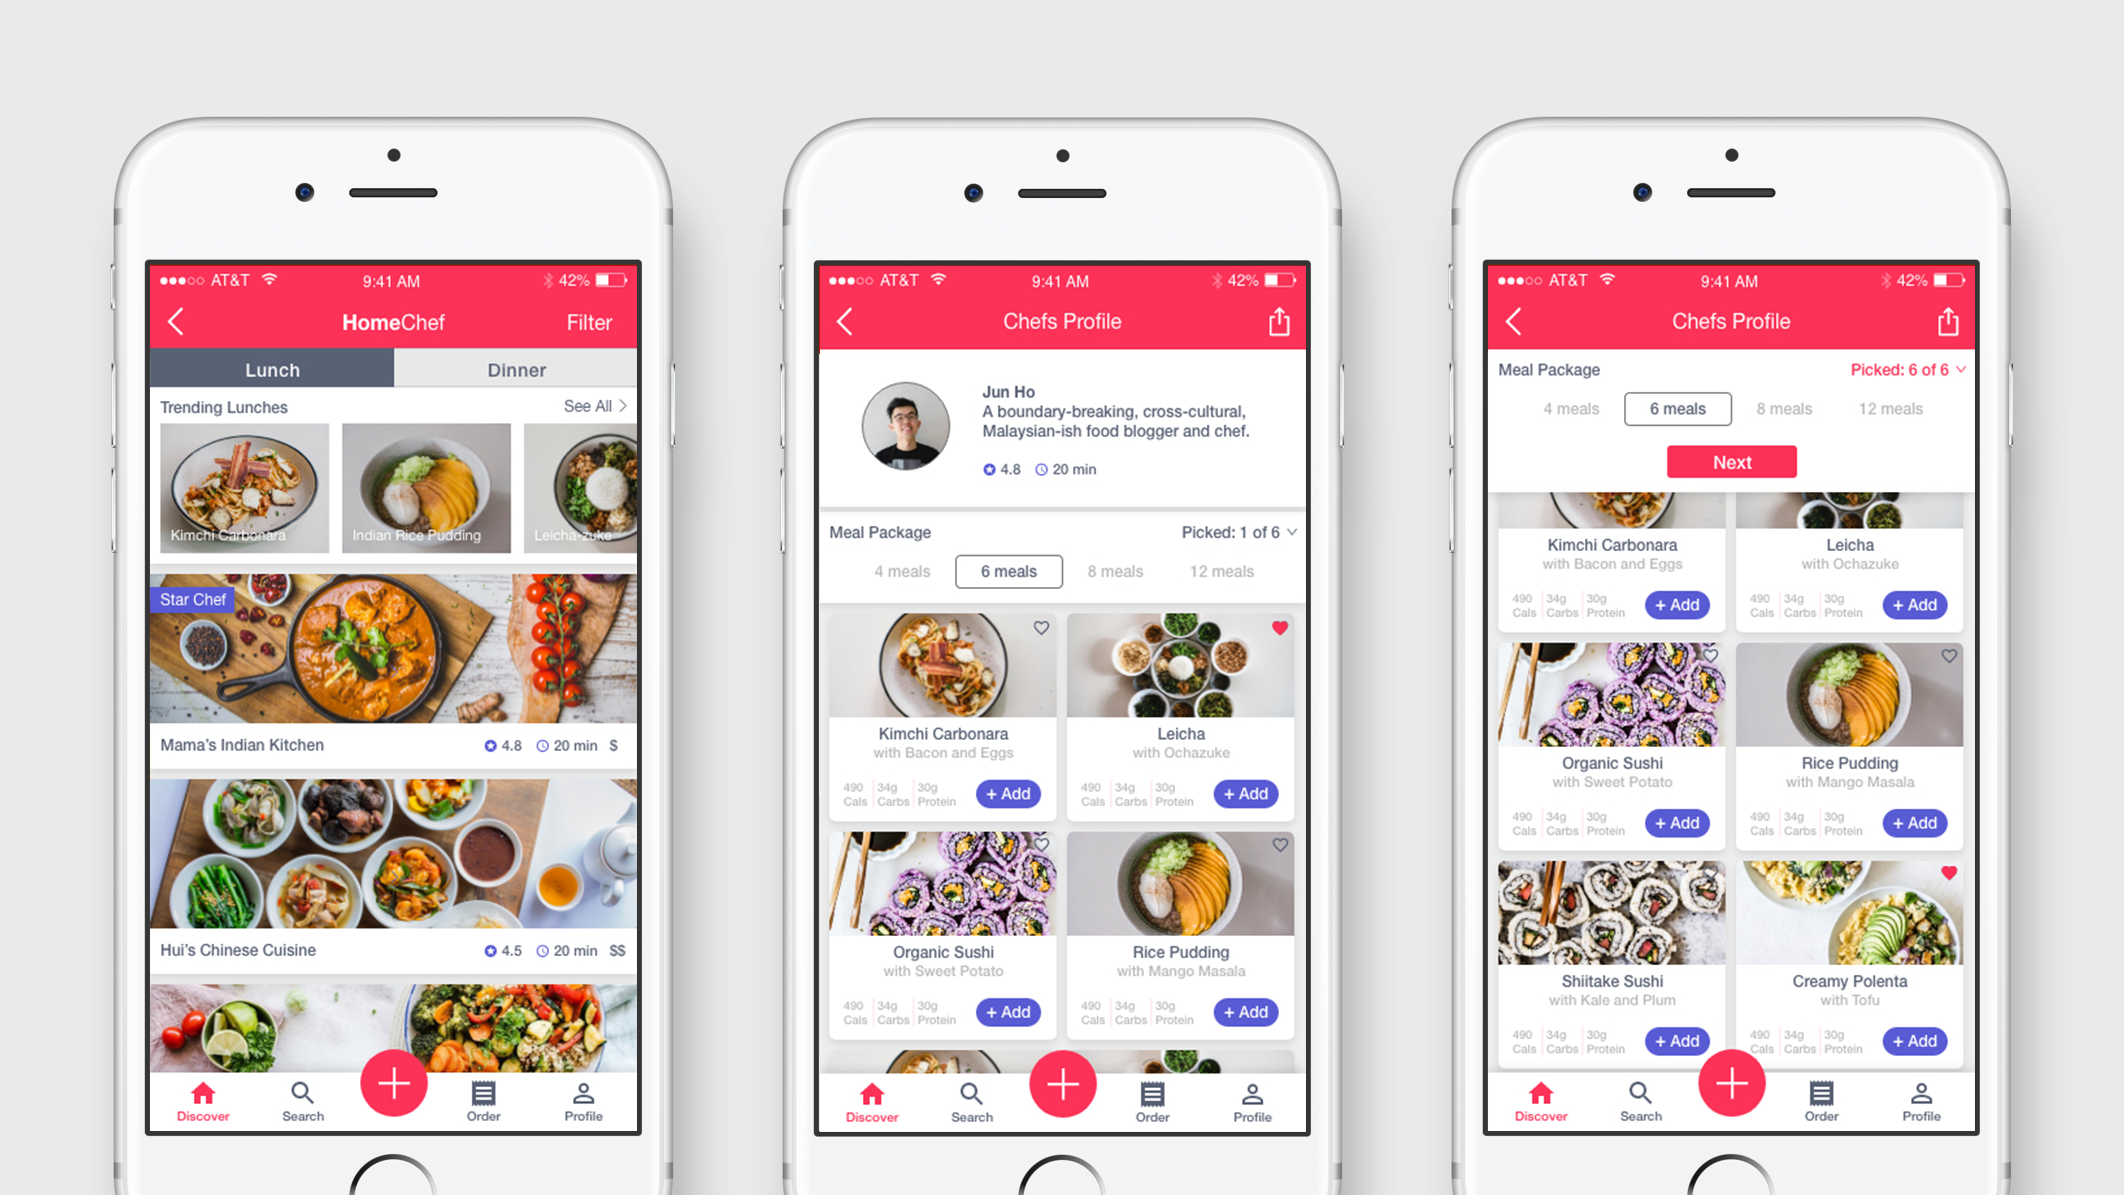 AT&T 9:41 AM 42%
HomeChef Filter
Lunch Dinner
Trending Lunches See All
Kimchi Carbonara Indian Rice Pudding Leicha-zuke
Star Chef
Mama's Indian Kitchen 4.8 20 min $
Hui's Chinese Cuisine 4.5 20 min $$
Discover Search Order Profile
AT&T 9:41 AM 42%
Chefs Profile
Jun Ho
A boundary-breaking, cross-cultural,
Malaysian-ish food blogger and chef.
4.8 20 min
Meal Package Picked: 1 of 6
4 meals 6 meals 8 meals 12 meals
Kimchi Carbonara Leicha
with Bacon and Eggs with Ochazuke
490 34g 30g + Add 490 34g 30g + Add
Cals Carbs Protein Cals Carbs Protein
Organic Sushi Rice Pudding
with Sweet Potato with Mango Masala
490 34g 30g + Add 490 34g 30g + Add
Cals Carbs Protein Cals Carbs Protein
Discover Search Order Profile
AT&T 9:41 AM 42%
Chefs Profile
Meal Package Picked: 6 of 6
4 meals 6 meals 8 meals 12 meals
Next
Kimchi Carbonara Leicha
with Bacon and Eggs with Ochazuke
490 34g 30g + Add 490 34g 30g + Add
Cals Carbs Protein Cals Carbs Protein
Organic Sushi Rice Pudding
with Sweet Potato with Mango Masala
490 34g 30g + Add 490 34g 30g + Add
Cals Carbs Protein Cals Carbs Protein
Shiitake Sushi Creamy Polenta
with Kale and Plum with Tofu
490 34g 30g + Add 490 34g 30g + Add
Cals Carbs Protein Cals Carbs Protein
Discover Search Order Profile